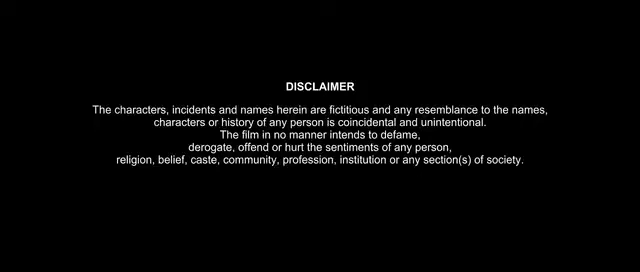 DISCLAIMER
The characters, incidents and names herein are fictitious and any resemblance to the names,
characters or history of any person is coincidental and unintentional.
The film in no manner intends to defame,
derogate, offend or hurt the sentiments of any person,
religion, belief, caste, community, profession, institution or any section(s) of society.